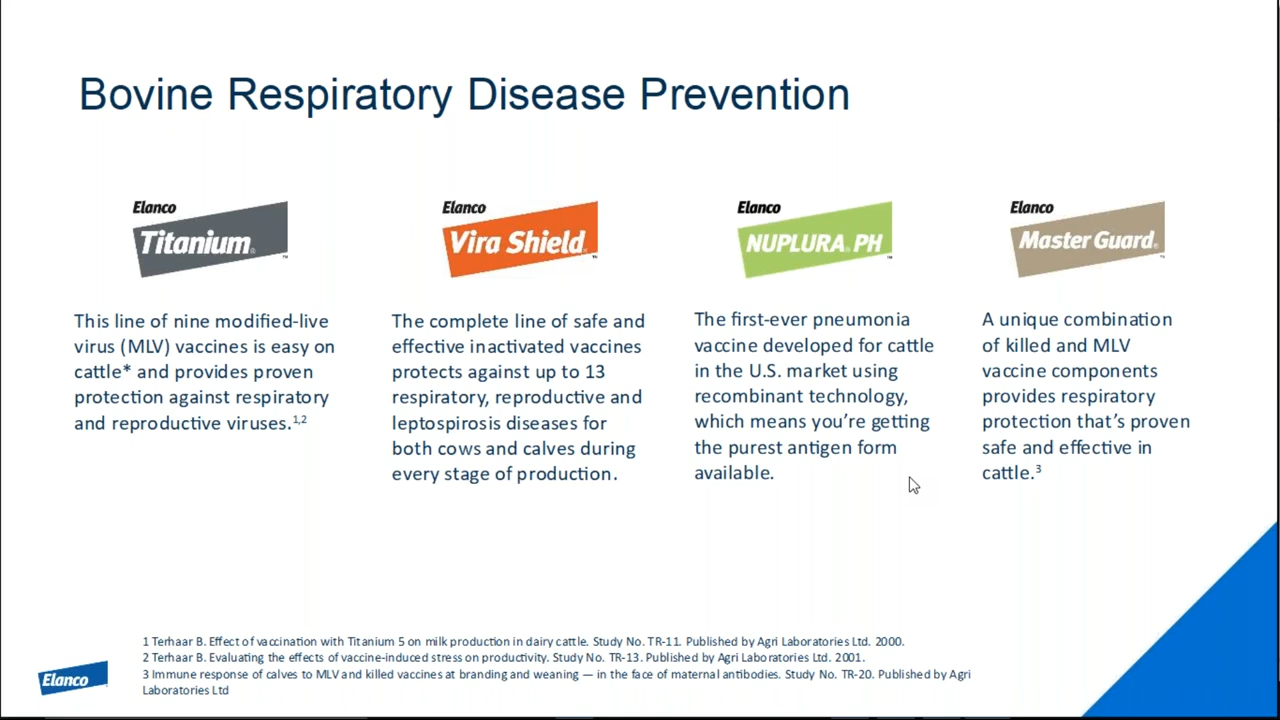 Bovine Respiratory Disease Prevention
Elanco
Titanium®™
Elanco
Vira Shield™
Elanco
NUPLURA® PH™
Elanco
Master Guard®™
This line of nine modified-live
virus (MLV) vaccines is easy on
cattle* and provides proven
protection against respiratory
and reproductive viruses.1,2
The complete line of safe and
effective inactivated vaccines
protects against up to 13
respiratory, reproductive and
leptospirosis diseases for
both cows and calves during
every stage of production.
The first-ever pneumonia
vaccine developed for cattle
in the U.S. market using
recombinant technology,
which means you're getting
the purest antigen form
available.
A unique combination
of killed and MLV
vaccine components
provides respiratory
protection that's proven
safe and effective in
cattle.3
1 Terhaar B. Effect of vaccination with Titanium 5 on milk production in dairy cattle. Study No. TR-11. Published by Agri Laboratories Ltd. 2000.
2 Terhaar B. Evaluating the effects of vaccine-induced stress on productivity. Study No. TR-13. Published by Agri Laboratories Ltd. 2001.
3 Immune response of calves to MLV and killed vaccines at branding and weaning — in the face of maternal antibodies. Study No. TR-20. Published by Agri
Laboratories Ltd
Elanco